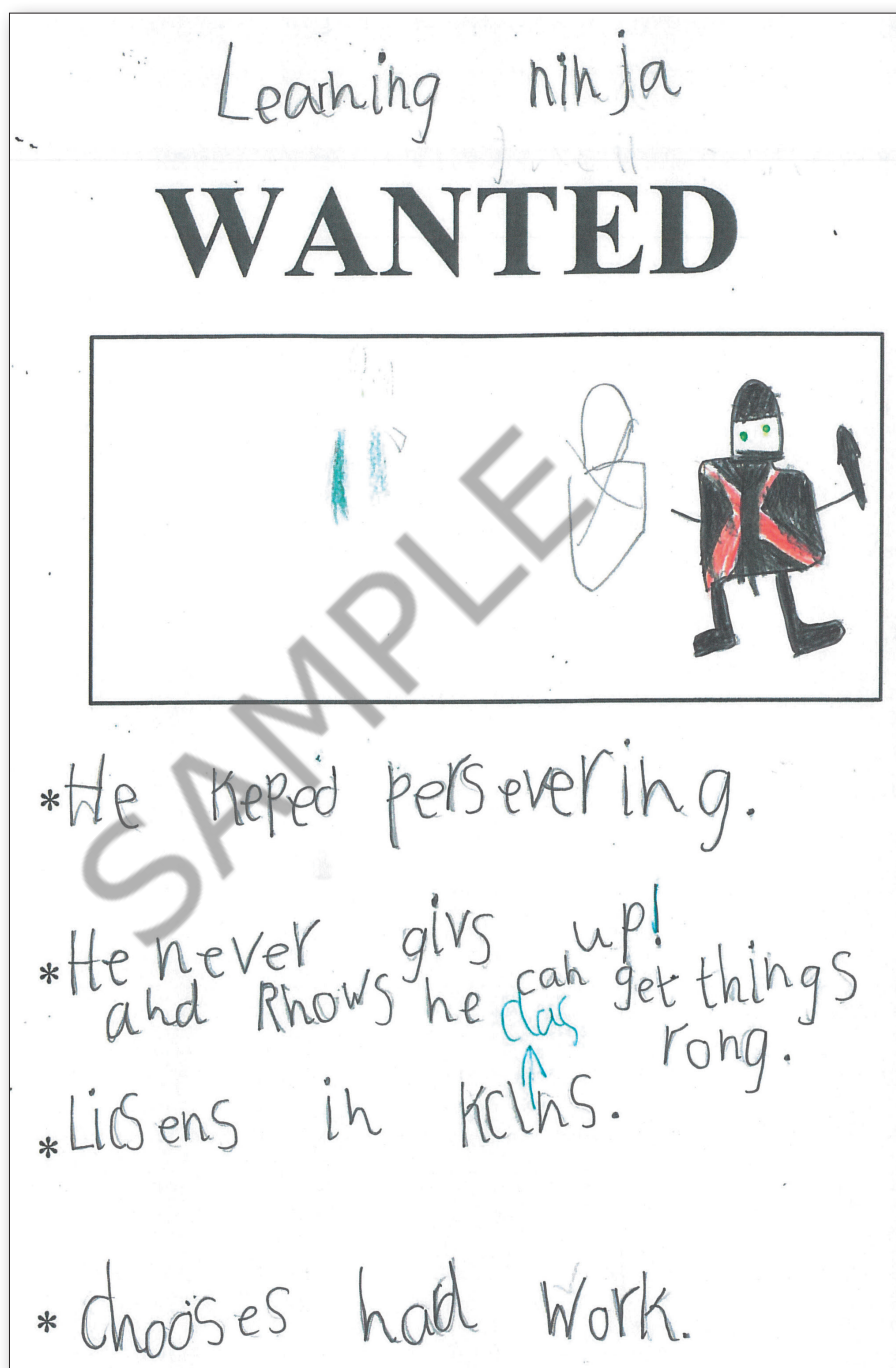 Learning ninja
WANTED
SAMPLE
* He keped persevering.
* He never givs up!
and knows he can get things
rong.
clas
* Licsens in kclns.
* chooses had work.